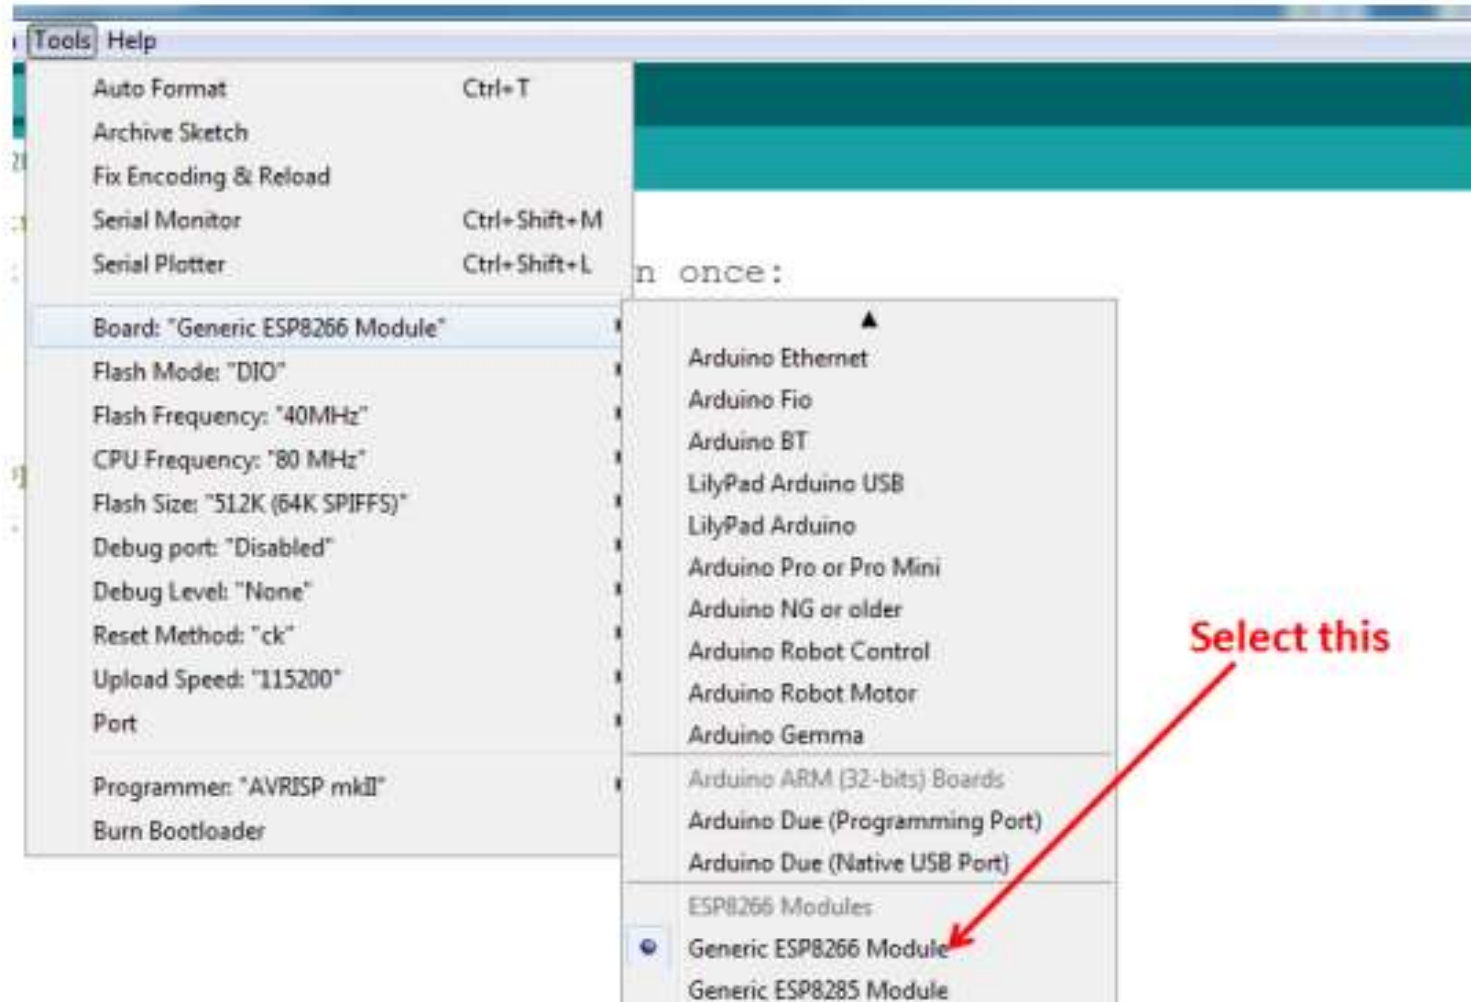 Tools Help
Auto Format Ctrl+T
Archive Sketch
Fix Encoding & Reload
Serial Monitor Ctrl+Shift+M
Serial Plotter Ctrl+Shift+L
n once:
Board: "Generic ESP8266 Module"
Flash Mode: "DIO"
Flash Frequency: "40MHz"
CPU Frequency: "80 MHz"
Flash Size: "512K (64K SPIFFS)"
Debug port: "Disabled"
Debug Level: "None"
Reset Method: "ck"
Upload Speed: "115200"
Port
Programmer: "AVRISP mkII"
Burn Bootloader
Arduino Ethernet
Arduino Fio
Arduino BT
LilyPad Arduino USB
LilyPad Arduino
Arduino Pro or Pro Mini
Arduino NG or older
Arduino Robot Control
Arduino Robot Motor
Arduino Gemma
Arduino ARM (32-bits) Boards
Arduino Due (Programming Port)
Arduino Due (Native USB Port)
ESP8266 Modules
Generic ESP8266 Module
Generic ESP8285 Module
Select this